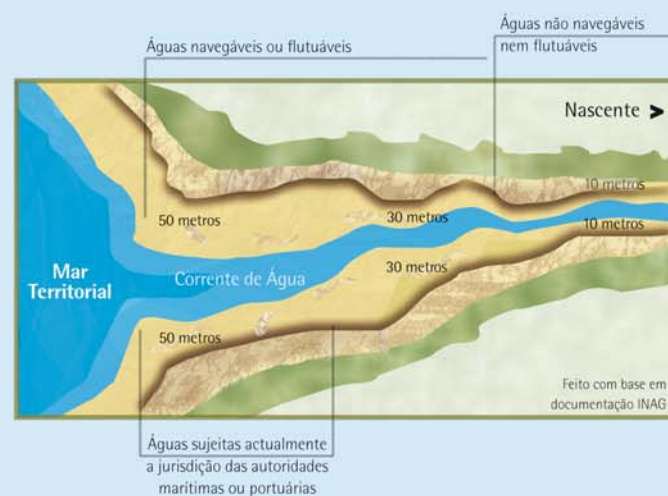 Águas navegáveis ou flutuáveis
Águas não navegáveis
nem flutuáveis
Nascente >
10 metros
50 metros
30 metros
10 metros
Mar
Territorial
Corrente de Água
30 metros
50 metros
Feito com base em
documentação INAG
Águas sujeitas actualmente
a jurisdição das autoridades
marítimas ou portuárias